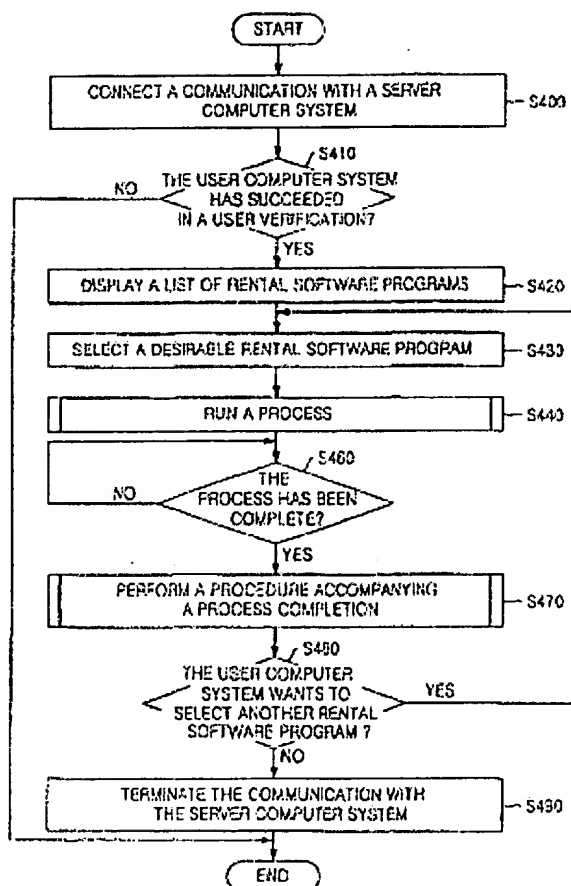 START
CONNECT A COMMUNICATION WITH A SERVER
COMPUTER SYSTEM
S400
S410
NO
THE USER COMPUTER SYSTEM
HAS SUCCEEDED
IN A USER VERIFICATION?
YES
DISPLAY A LIST OF RENTAL SOFTWARE PROGRAMS
S420
SELECT A DESIRABLE RENTAL SOFTWARE PROGRAM
S430
RUN A PROCESS
S440
S460
NO
THE
PROCESS HAS BEEN
COMPLETE?
YES
PERFORM A PROCEDURE ACCOMPANYING
A PROCESS COMPLETION
S470
S480
THE USER COMPUTER
SYSTEM WANTS TO
SELECT ANOTHER RENTAL
SOFTWARE PROGRAM ?
YES
NO
TERMINATE THE COMMUNICATION WITH
THE SERVER COMPUTER SYSTEM
S490
END